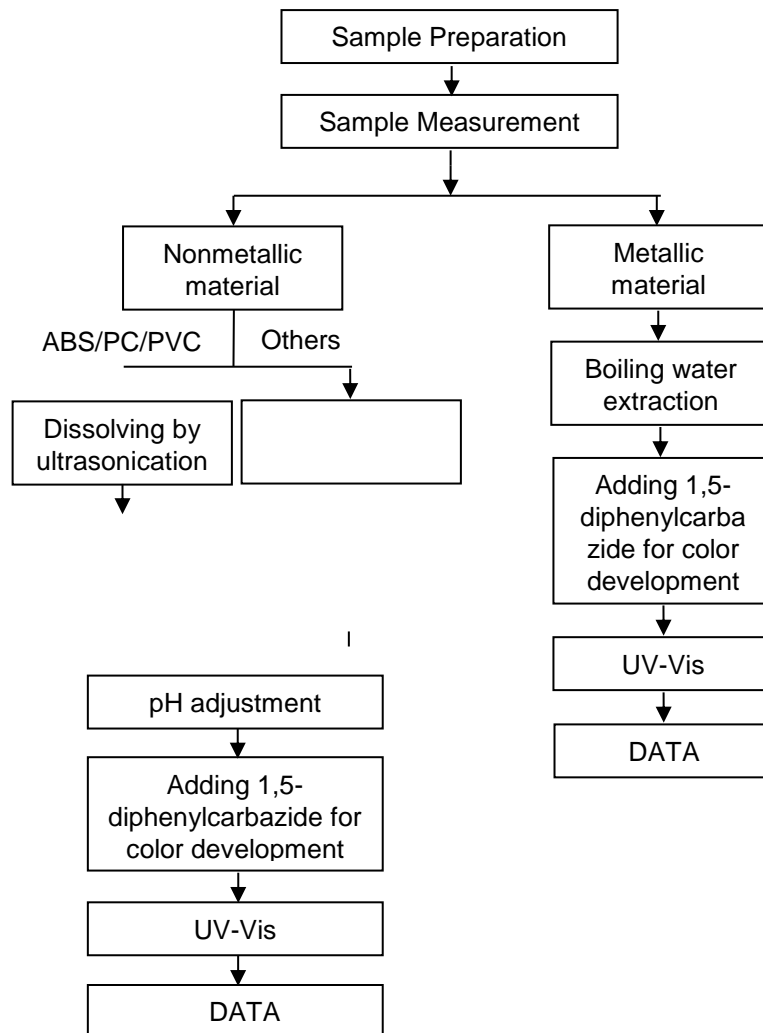 Sample Preparation
Sample Measurement
Nonmetallic
material
ABS/PC/PVC
Others
Dissolving by
ultrasonication
pH adjustment
Adding 1,5-
diphenylcarbazide for
color development
UV-Vis
DATA
Metallic
material
Boiling water
extraction
Adding 1,5-
diphenylcarba
zide for color
development
UV-Vis
DATA